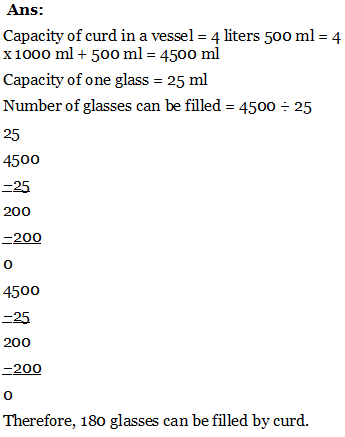 Ans:
Capacity of curd in a vessel = 4 liters 500 ml = 4
x 1000 ml + 500 ml = 4500 ml
Capacity of one glass = 25 ml
Number of glasses can be filled = 4500 ÷ 25
25
4500
−25
200
−200
0
4500
−25
200
−200
0
Therefore, 180 glasses can be filled by curd.